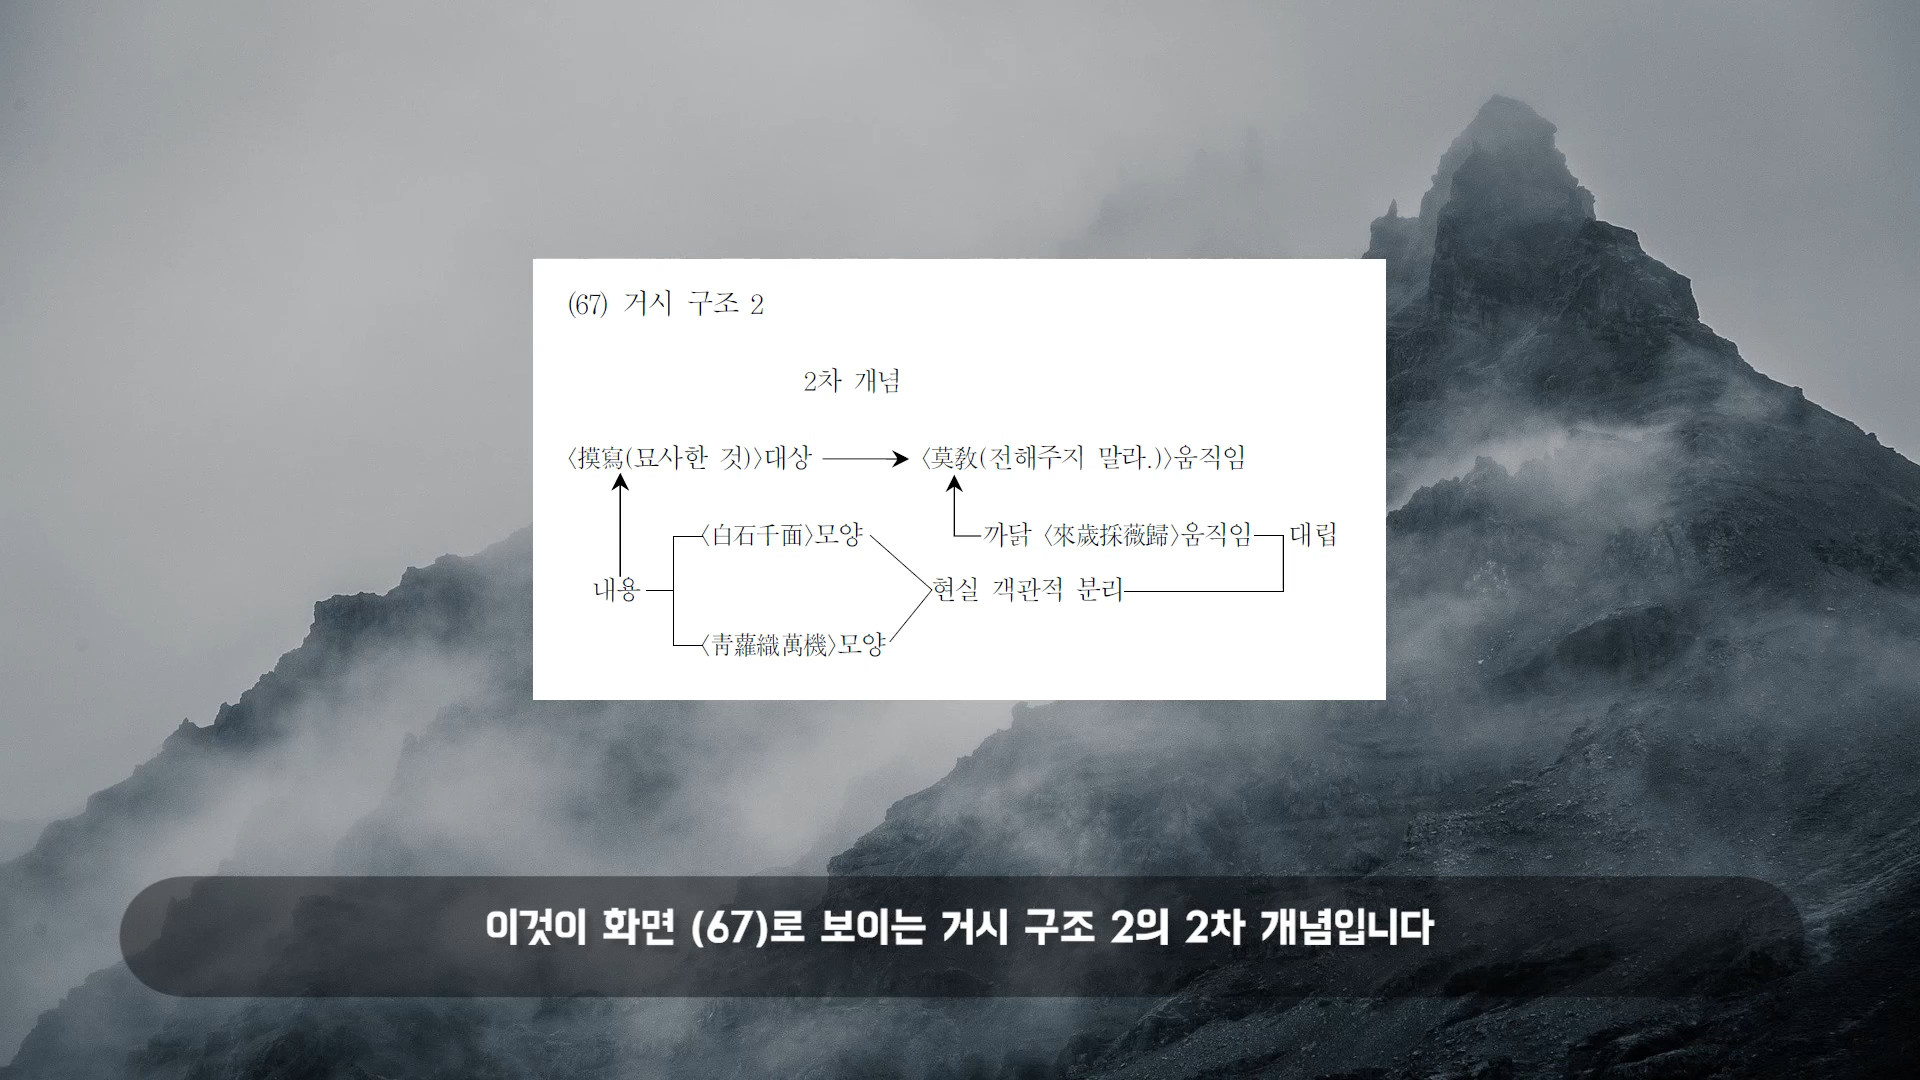 (67) 거시 구조 2
2차 개념
〈摸寫(묘사한 것)〉대상 〈莫敎(전해주지 말라.)〉움직임
〈白石千面〉모양 까닭 〈來歲採薇歸〉움직임 대립
내용 현실 객관적 분리
〈靑蘿織萬機〉모양
이것이 화면 (67)로 보이는 거시 구조 2의 2차 개념입니다